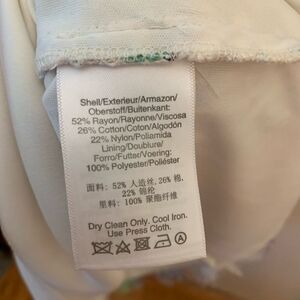 Shell/Exterieur/Armazon/
Oberstoff/Buitenkant:
52% Rayon/Rayonne/Viscosa
26% Cotton/Coton/Algodón
22% Nylon/Poliamida
Lining/Doublure/
Forro/Futter/Voering:
100% Polyester/Poliéster
面料: 52% 人造丝, 26% 棉,
22% 锦纶
里料: 100% 聚酯纤维
Dry Clean Only. Cool Iron.
Use Press Cloth.
A